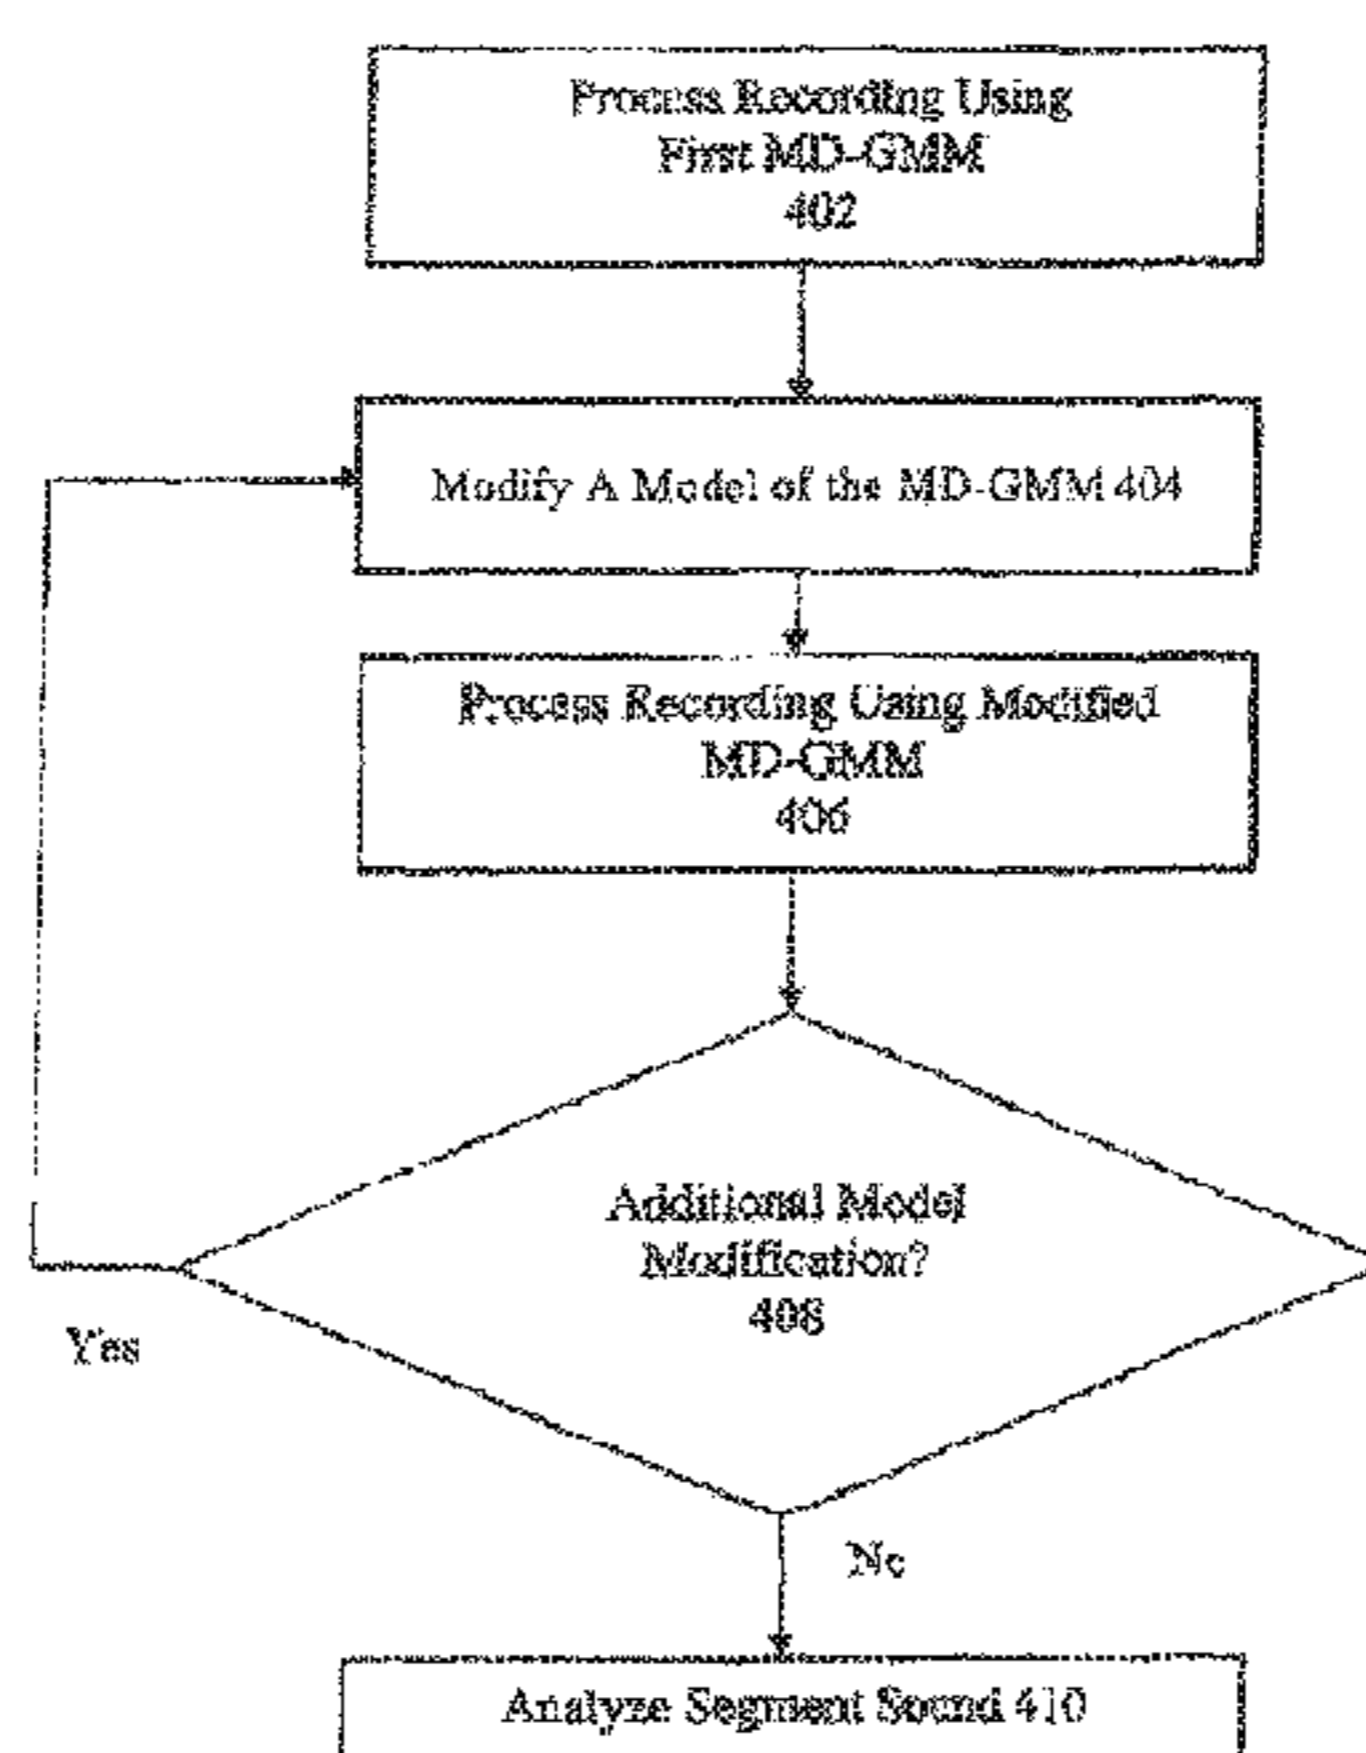 Process Recording Using
First MD-GMM
402
Modify A Model of the MD-GMM 404
Process Recording Using Modified
MD-GMM
406
Additional Model
Modification?
408
Yes
No
Analyze Segment Sound 410